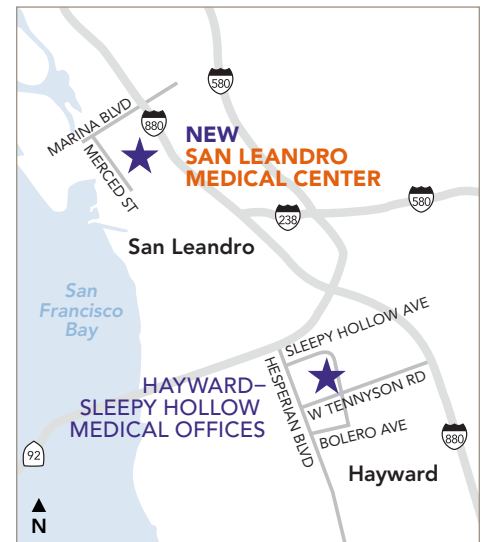 580
MARINA BLVD
880
NEW
SAN LEANDRO
MEDICAL CENTER
MERCED ST
580
238
San Leandro
San
Francisco
Bay
SLEEPY HOLLOW AVE
HAYWARD–
SLEEPY HOLLOW
MEDICAL OFFICES
HESPERIAN BLVD
W TENNYSON RD
BOLERO AVE
880
92
Hayward
N